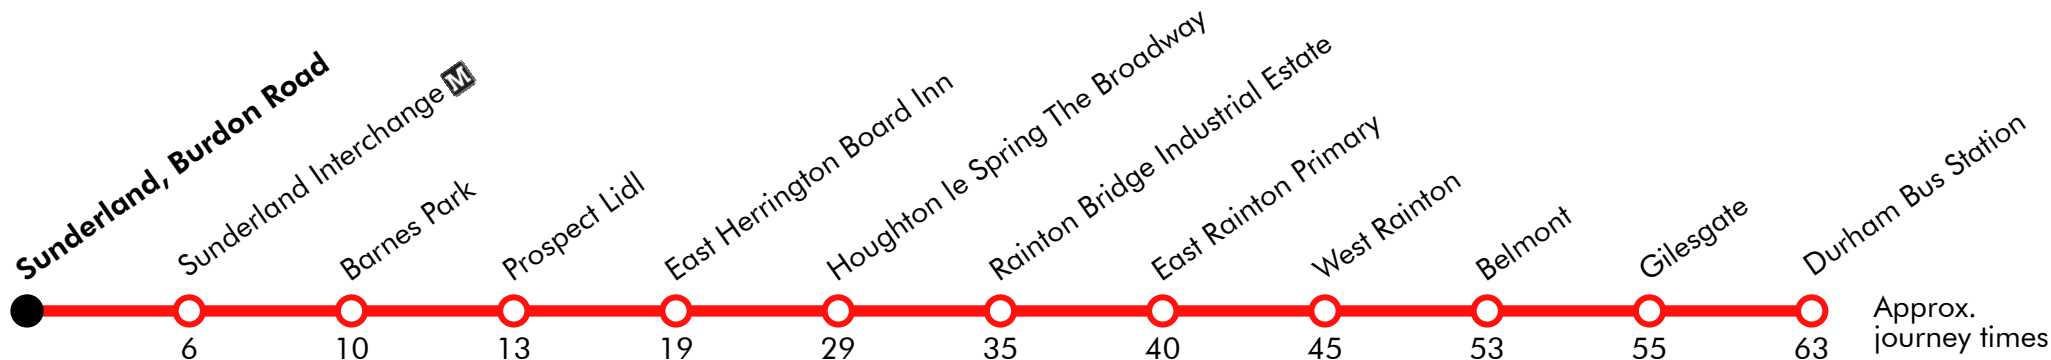 Sunderland, Burdon Road
Sunderland Interchange M
Barnes Park
Prospect Lidl
East Herrington Board Inn
Houghton le Spring The Broadway
Rainton Bridge Industrial Estate
East Rainton Primary
West Rainton
Belmont
Gilesgate
Durham Bus Station
6 10 13 19 29 35 40 45 53 55 63
Approx.
journey times